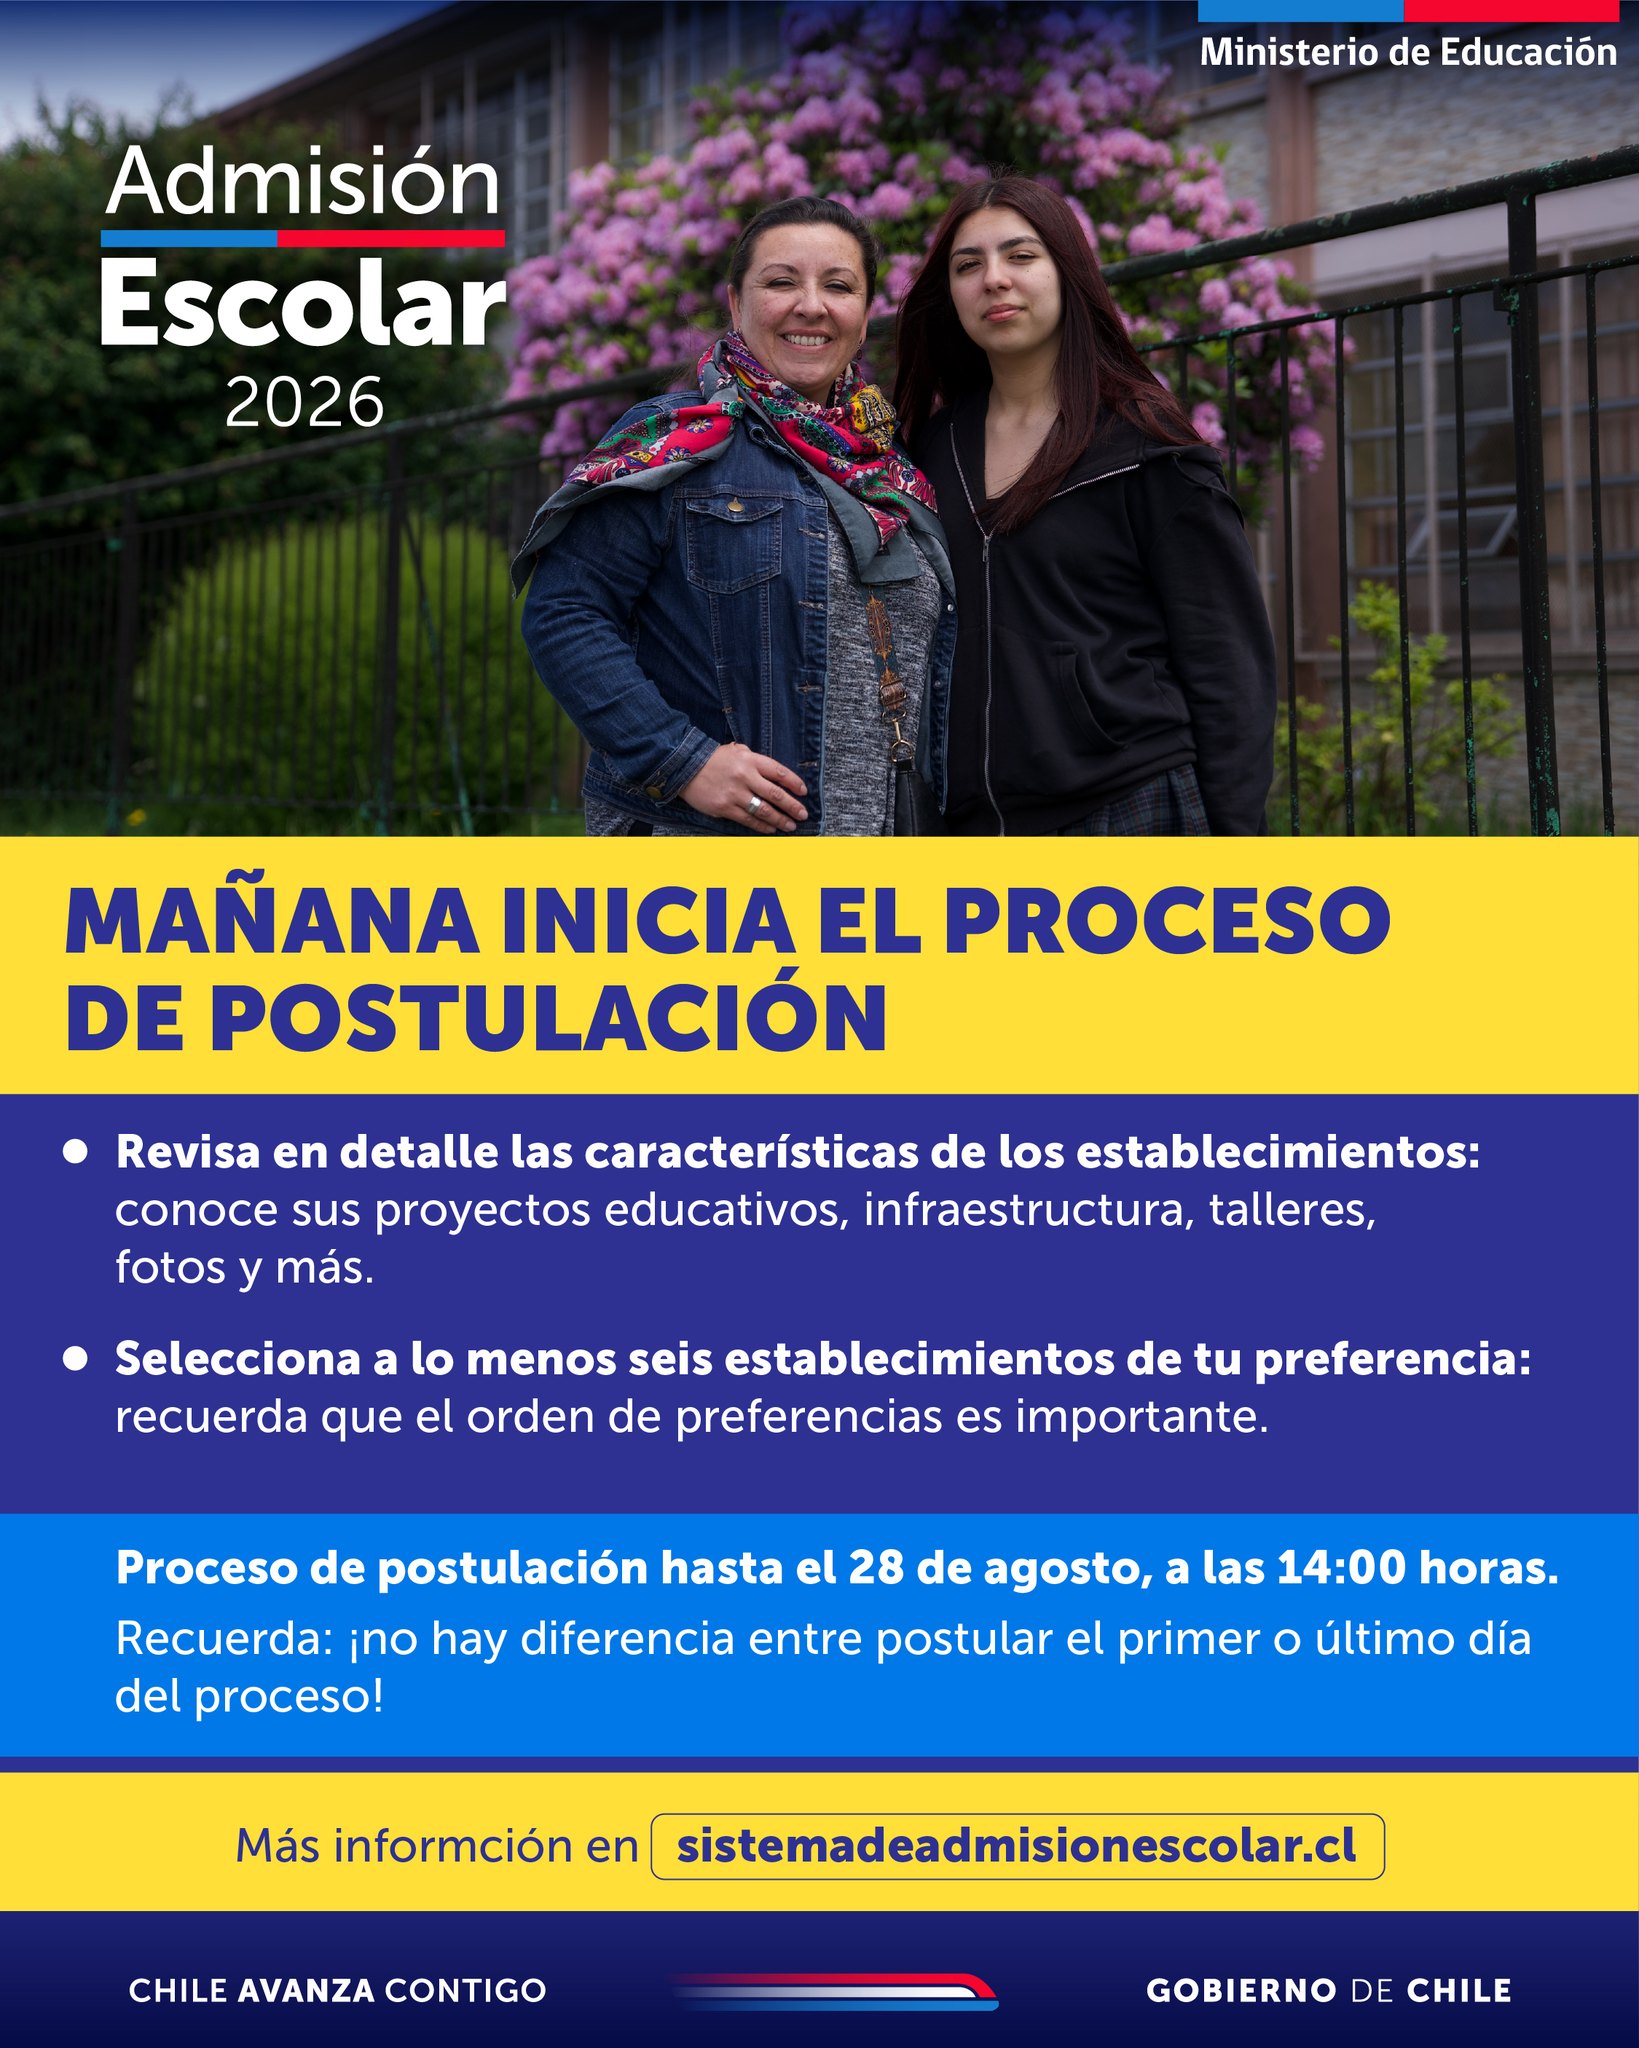 Ministerio de Educación
Admisión
Escolar
2026
MAÑANA INICIA EL PROCESO
DE POSTULACIÓN
Revisa en detalle las características de los establecimientos:
conoce sus proyectos educativos, infraestructura, talleres,
fotos y más.
Selecciona a lo menos seis establecimientos de tu preferencia:
recuerda que el orden de preferencias es importante.
Proceso de postulación hasta el 28 de agosto, a las 14:00 horas.
Recuerda: ¡no hay diferencia entre postular el primer o último día
del proceso!
Más informción en sistemadeadmisionescolar.cl
CHILE AVANZA CONTIGO
GOBIERNO DE CHILE